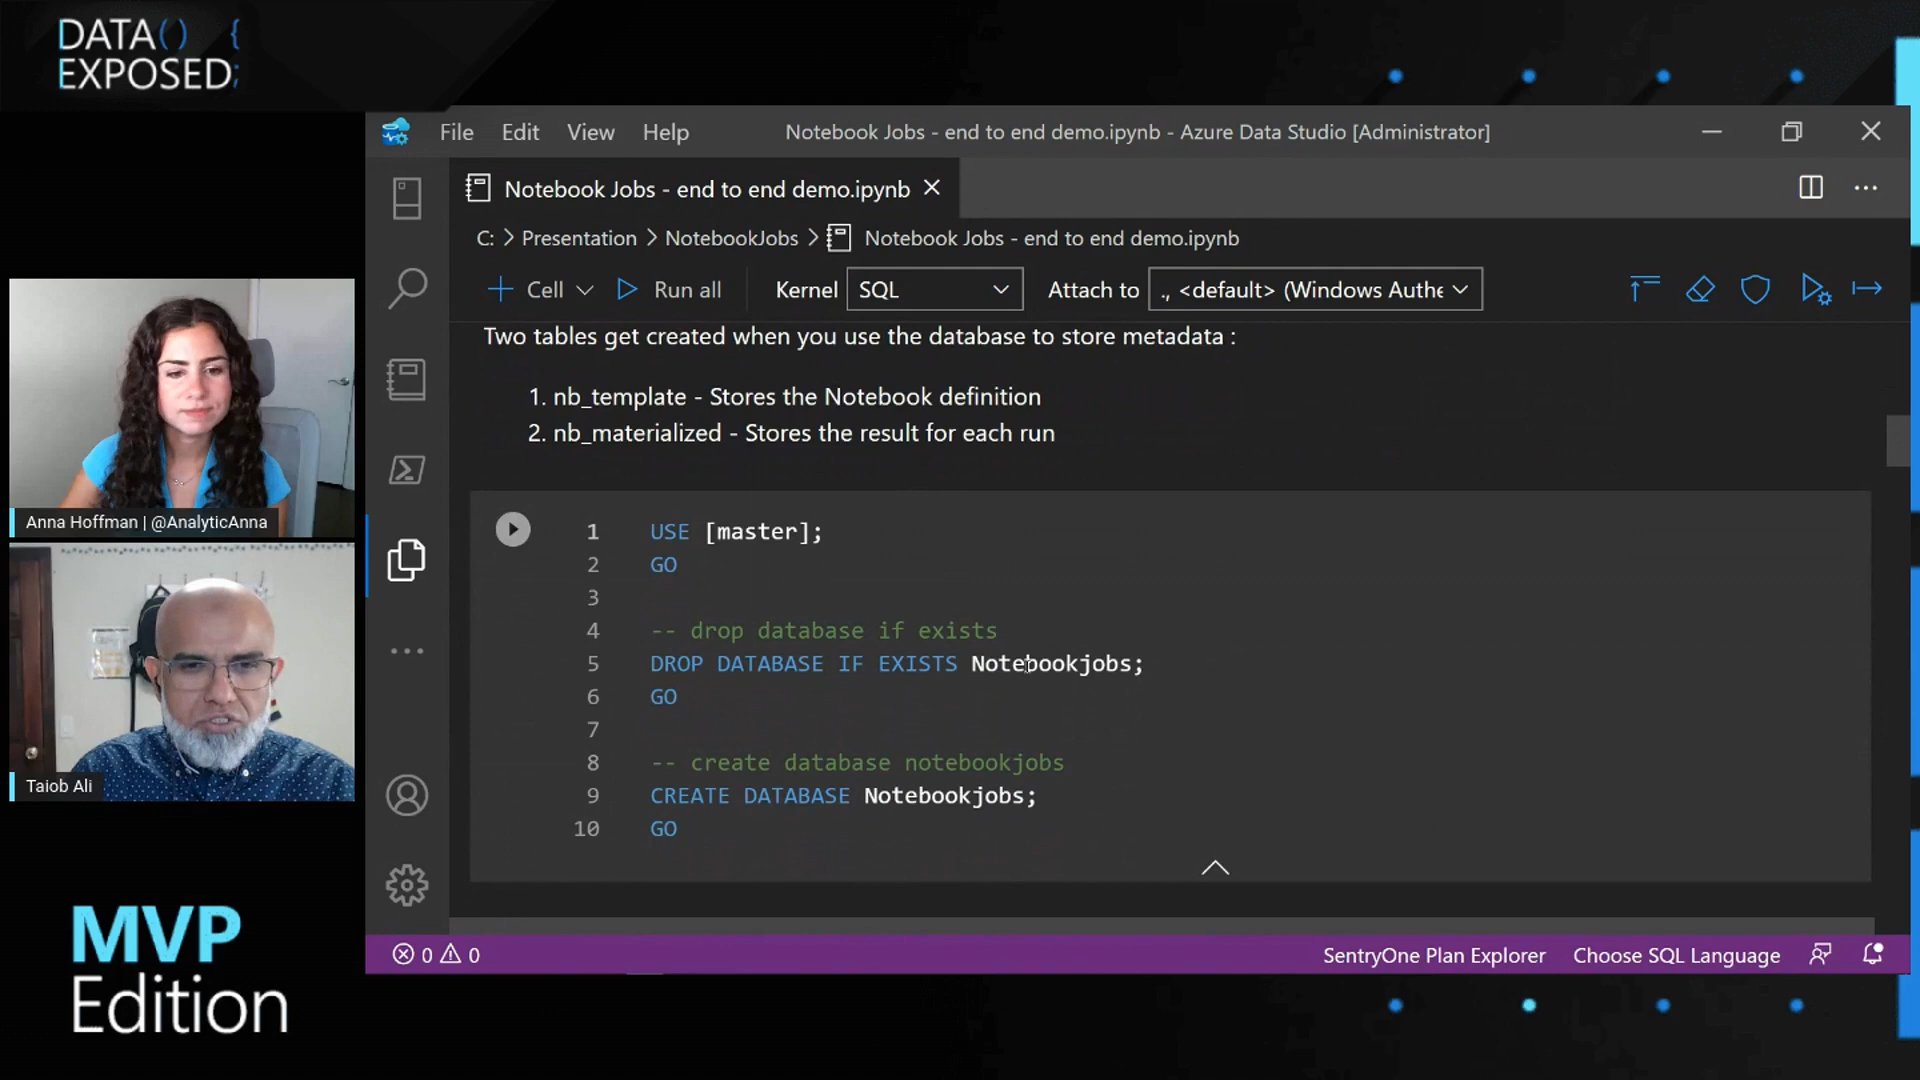 DATA() {
EXPOSED;
File Edit View Help
Notebook Jobs - end to end demo.ipynb - Azure Data Studio [Administrator]
Notebook Jobs - end to end demo.ipynb
C: > Presentation > NotebookJobs > Notebook Jobs - end to end demo.ipynb
Cell Run all Kernel SQL Attach to ., <default> (Windows Authe
Two tables get created when you use the database to store metadata :
1. nb_template - Stores the Notebook definition
2. nb_materialized - Stores the result for each run
1 USE [master];
2 GO
3
4 -- drop database if exists
5 DROP DATABASE IF EXISTS Notebookjobs;
6 GO
7
8 -- create database notebookjobs
9 CREATE DATABASE Notebookjobs;
10 GO
0 0
SentryOne Plan Explorer Choose SQL Language
Anna Hoffman | @AnalyticAnna
Taiob Ali
MVP
Edition